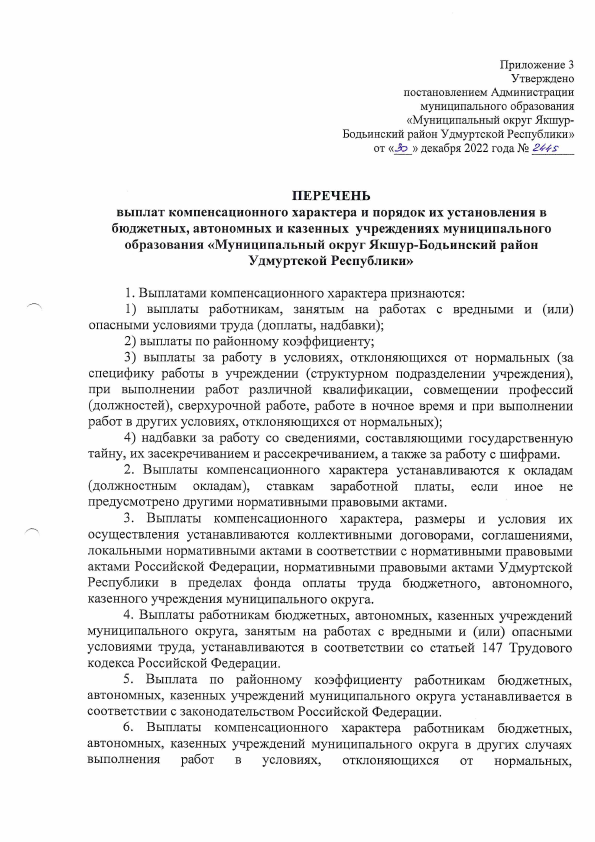 Приложение 3
Утверждено
постановлением Администрации
муниципального образования
«Муниципальный округ Якшур-
Бодьинский район Удмуртской Республики»
от «30» декабря 2022 года № 2445
ПЕРЕЧЕНЬ
выплат компенсационного характера и порядок их установления в
бюджетных, автономных и казенных учреждениях муниципального
образования «Муниципальный округ Якшур-Бодьинский район
Удмуртской Республики»
1. Выплатами компенсационного характера признаются:
1) выплаты работникам, занятым на работах с вредными и (или)
опасными условиями труда (доплаты, надбавки);
2) выплаты по районному коэффициенту;
3) выплаты за работу в условиях, отклоняющихся от нормальных (за
специфику работы в учреждении (структурном подразделении учреждения),
при выполнении работ различной квалификации, совмещении профессий
(должностей), сверхурочной работе, работе в ночное время и при выполнении
работ в других условиях, отклоняющихся от нормальных);
4) надбавки за работу со сведениями, составляющими государственную
тайну, их засекречиванием и рассекречиванием, а также за работу с шифрами.
2. Выплаты компенсационного характера устанавливаются к окладам
(должностным окладам), ставкам заработной платы, если иное не
предусмотрено другими нормативными правовыми актами.
3. Выплаты компенсационного характера, размеры и условия их
осуществления устанавливаются коллективными договорами, соглашениями,
локальными нормативными актами в соответствии с нормативными правовыми
актами Российской Федерации, нормативными правовыми актами Удмуртской
Республики в пределах фонда оплаты труда бюджетного, автономного,
казенного учреждения муниципального округа.
4. Выплаты работникам бюджетных, автономных, казенных учреждений
муниципального округа, занятым на работах с вредными и (или) опасными
условиями труда, устанавливаются в соответствии со статьей 147 Трудового
кодекса Российской Федерации.
5. Выплата по районному коэффициенту работникам бюджетных,
автономных, казенных учреждений муниципального округа устанавливается в
соответствии с законодательством Российской Федерации.
6. Выплаты компенсационного характера работникам бюджетных,
автономных, казенных учреждений муниципального округа в других случаях
выполнения работ в условиях, отклоняющихся от нормальных,